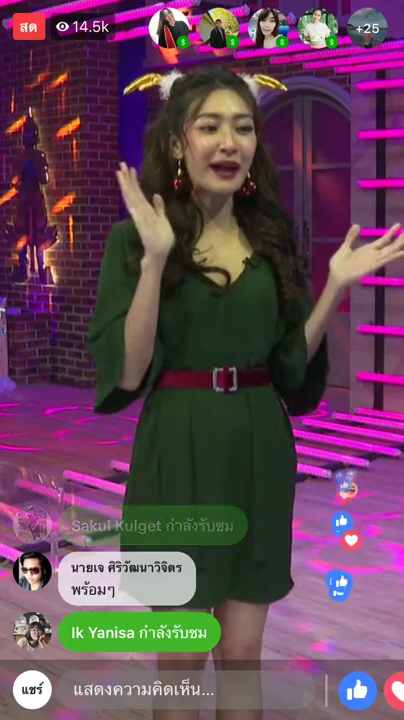 สด
14.5k
+25
Sakul Kulget กำลังรับชม
นายเจ ศิริวัฒนาวิจิตร
พร้อมๆ
Ik Yanisa กำลังรับชม
แชร์
แสดงความคิดเห็น...